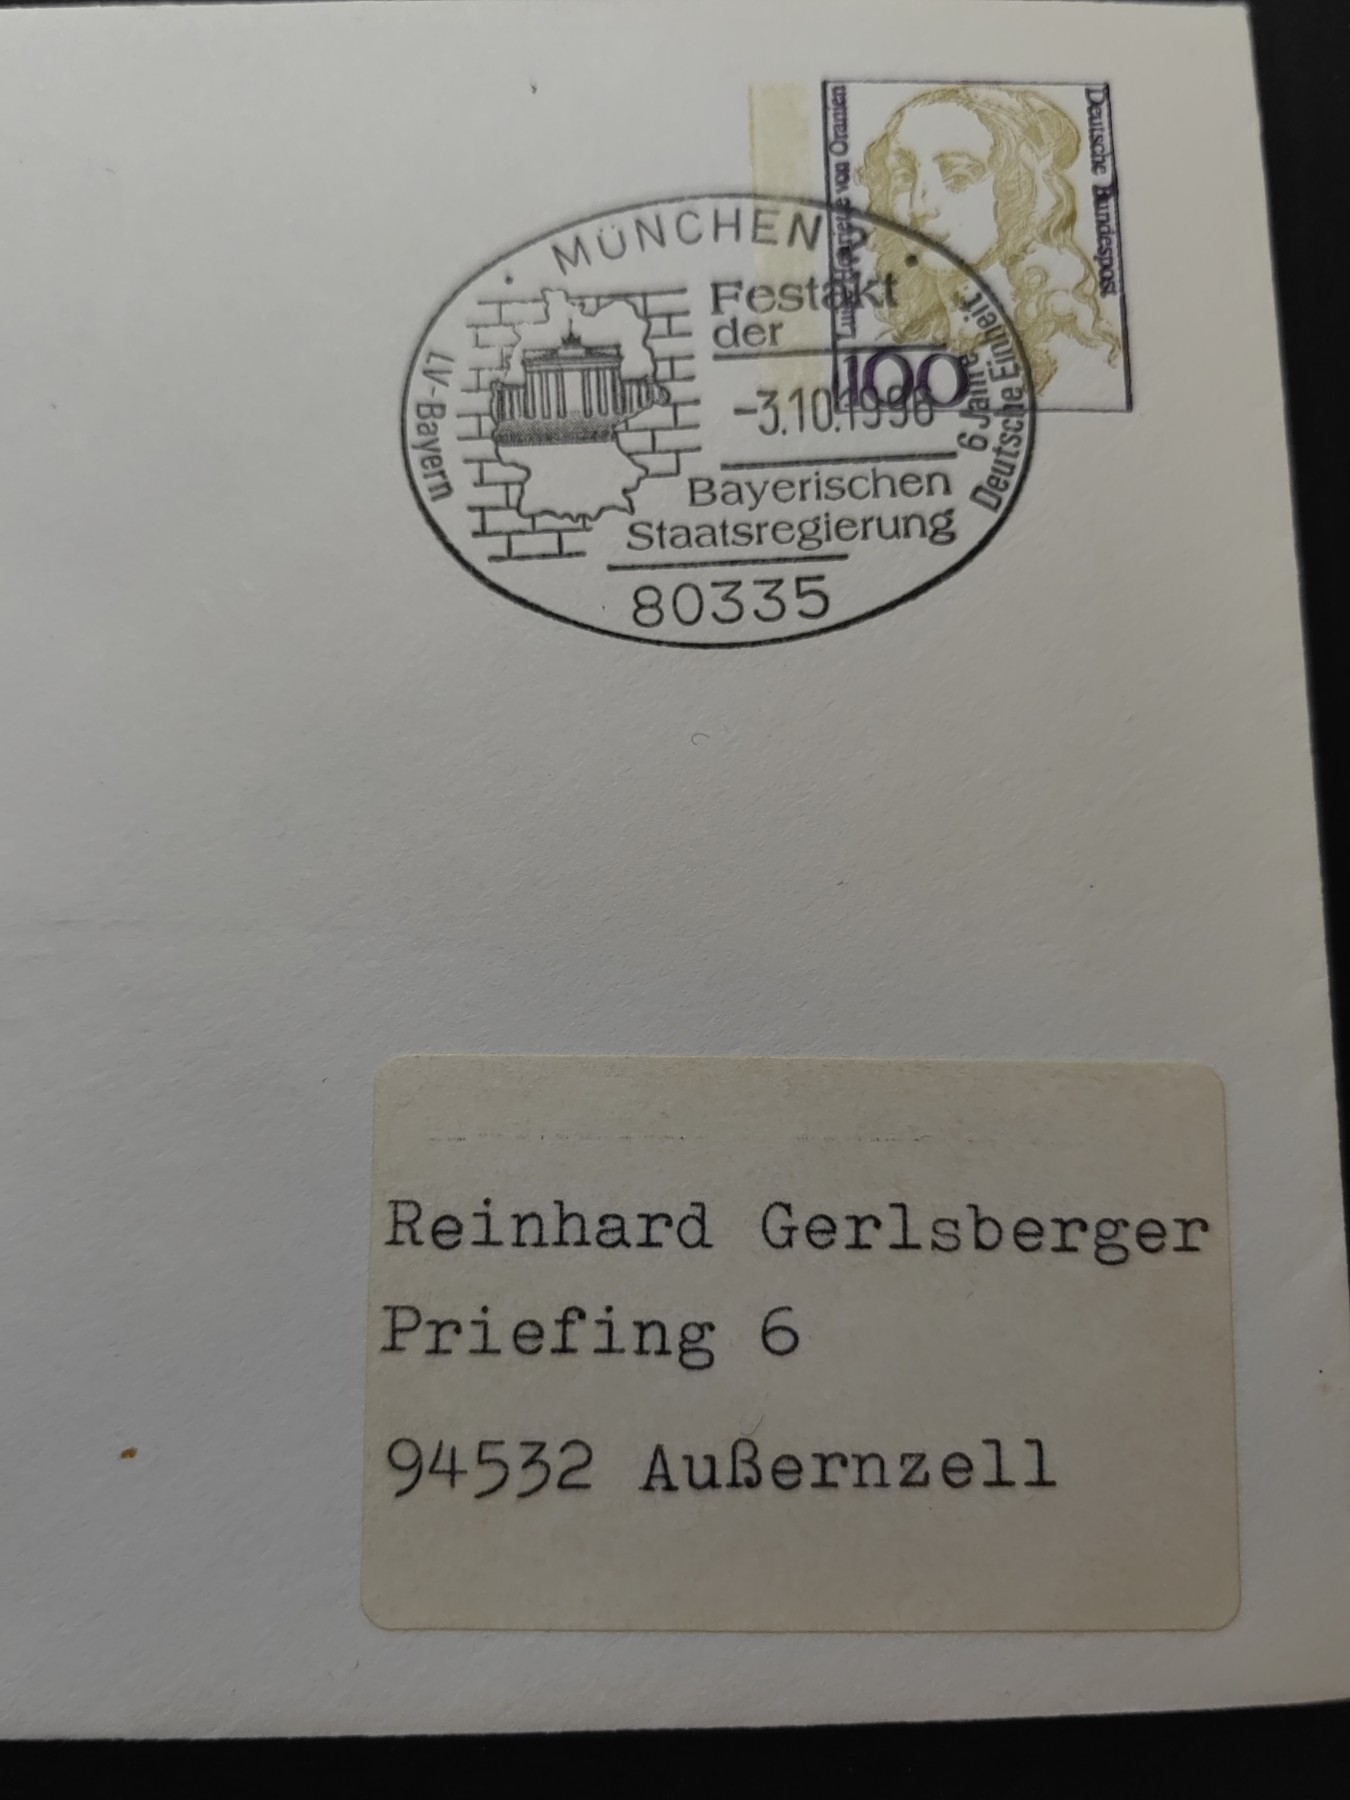 Deutsche Bundespost
Luise Henriette von Oranien
100
MÜNCHEN
LV-Bayern
Festakt
der
-3.10.1996
Bayerischen
Staatsregierung
80335
6 Jahre
Deutsche Einheit
Reinhard Gerlsberger
Priefing 6
94532 Außernzell